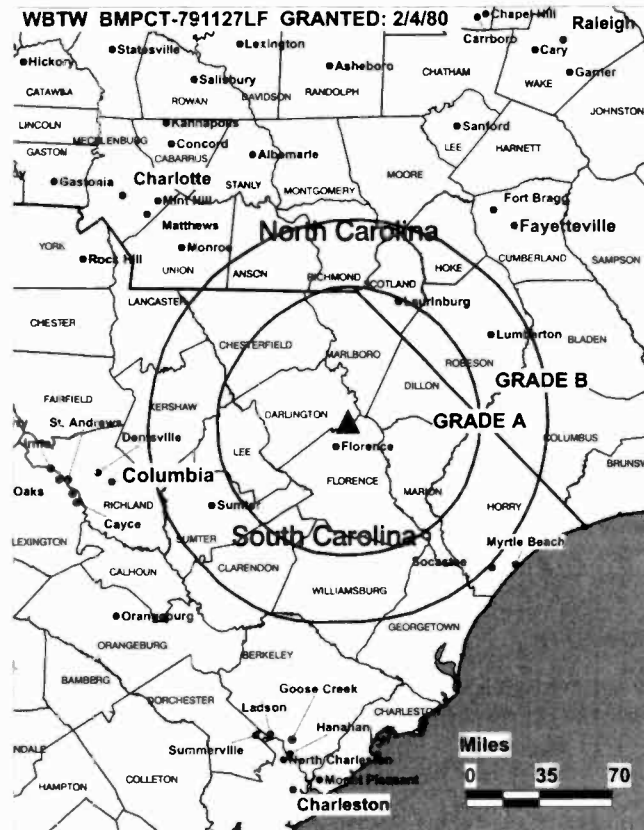 WBTW BMPCT-791127LF GRANTED: 2/4/80
Chapel Hill
Raleigh
Carrboro
Statesville
Lexington
Cary
Hickory
Asheboro
Garner
Salisbury
CATAWBA
CHATHAM
WAKE
ROWAN
DAVIDSON
RANDOLPH
JOHNSTON
LINCOLN
Kannapolis
Sanford
MECKLENBURG
Concord
LEE
HARNETT
GASTON
CABARRUS
Albemarle
MOORE
Gastonia
Charlotte
STANLY
MONTGOMERY
Mint Hill
Fort Bragg
Matthews
Fayetteville
North Carolina
YORK
Monroe
CUMBERLAND
Rock Hill
UNION
ANSON
RICHMOND
HOKE
SAMPSON
SCOTLAND
LANCASTER
Laurinburg
CHESTER
Lumberton
CHESTERFIELD
BLADEN
MARLBORO
ROBESON
GRADE B
DILLON
FAIRFIELD
KERSHAW
St. Andrews
DARLINGTON
GRADE A
Dentsville
Florence
COLUMBUS
LEE
Irmo
Columbia
FLORENCE
BRUNSW
Oaks
RICHLAND
Sumter
MARION
HORRY
Cayce
LEXINGTON
SUMTER
South Carolina
Myrtle Beach
CALHOUN
CLARENDON
Socastee
WILLIAMSBURG
Orangeburg
GEORGETOWN
ORANGEBURG
BERKELEY
BAMBERG
DORCHESTER
Goose Creek
Ladson
CHARLESTON
Hanahan
Summerville
Miles
NDALE
North Charleston
0 35 70
COLLETON
Mount Pleasant
HAMPTON
Charleston